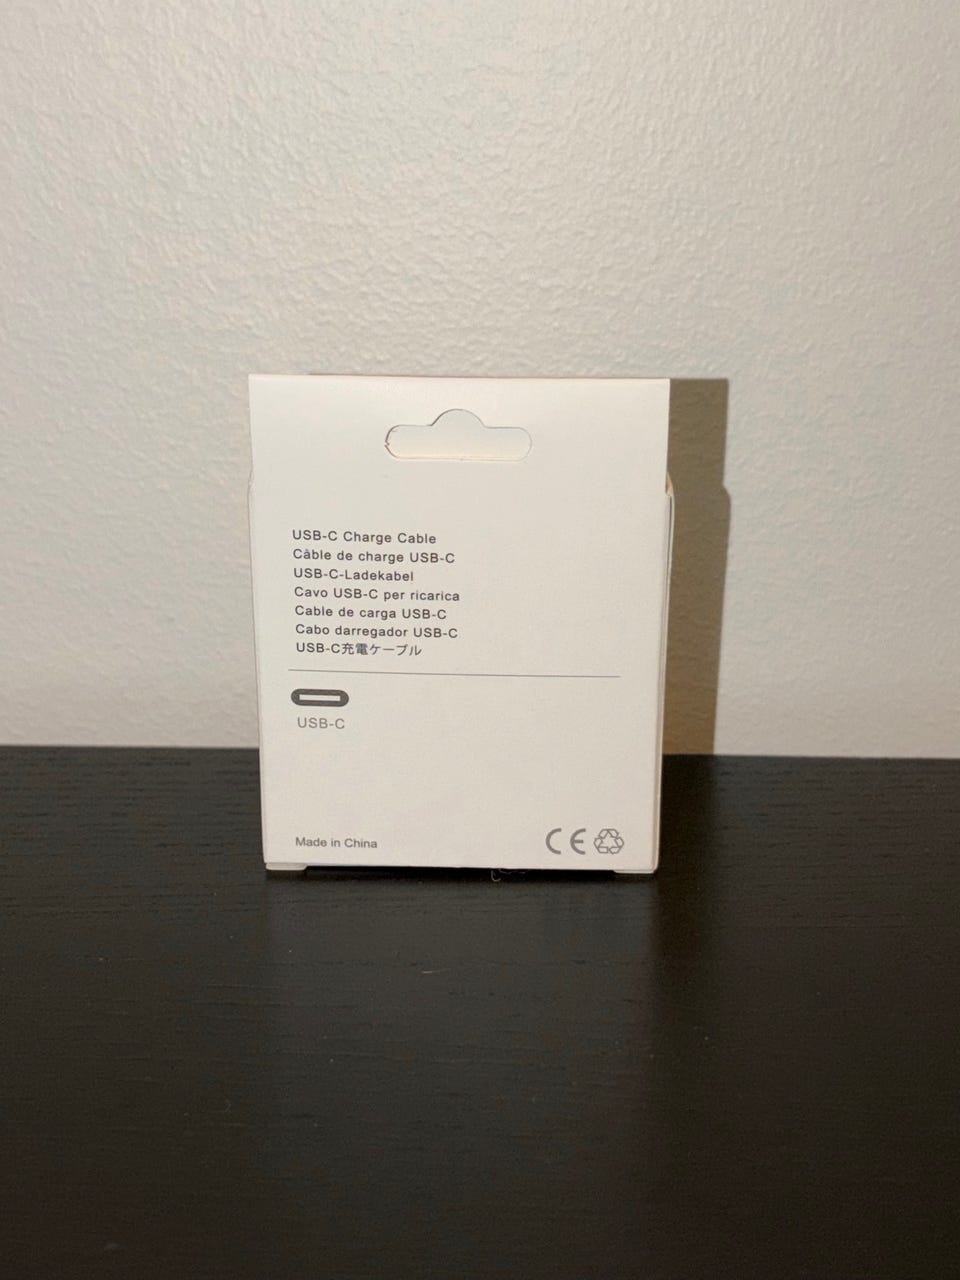 USB-C Charge Cable
Câble de charge USB-C
USB-C-Ladekabel
Cavo USB-C per ricarica
Cable de carga USB-C
Cabo darregador USB-C
USB-C充電ケーブル
USB-C
Made in China
CE